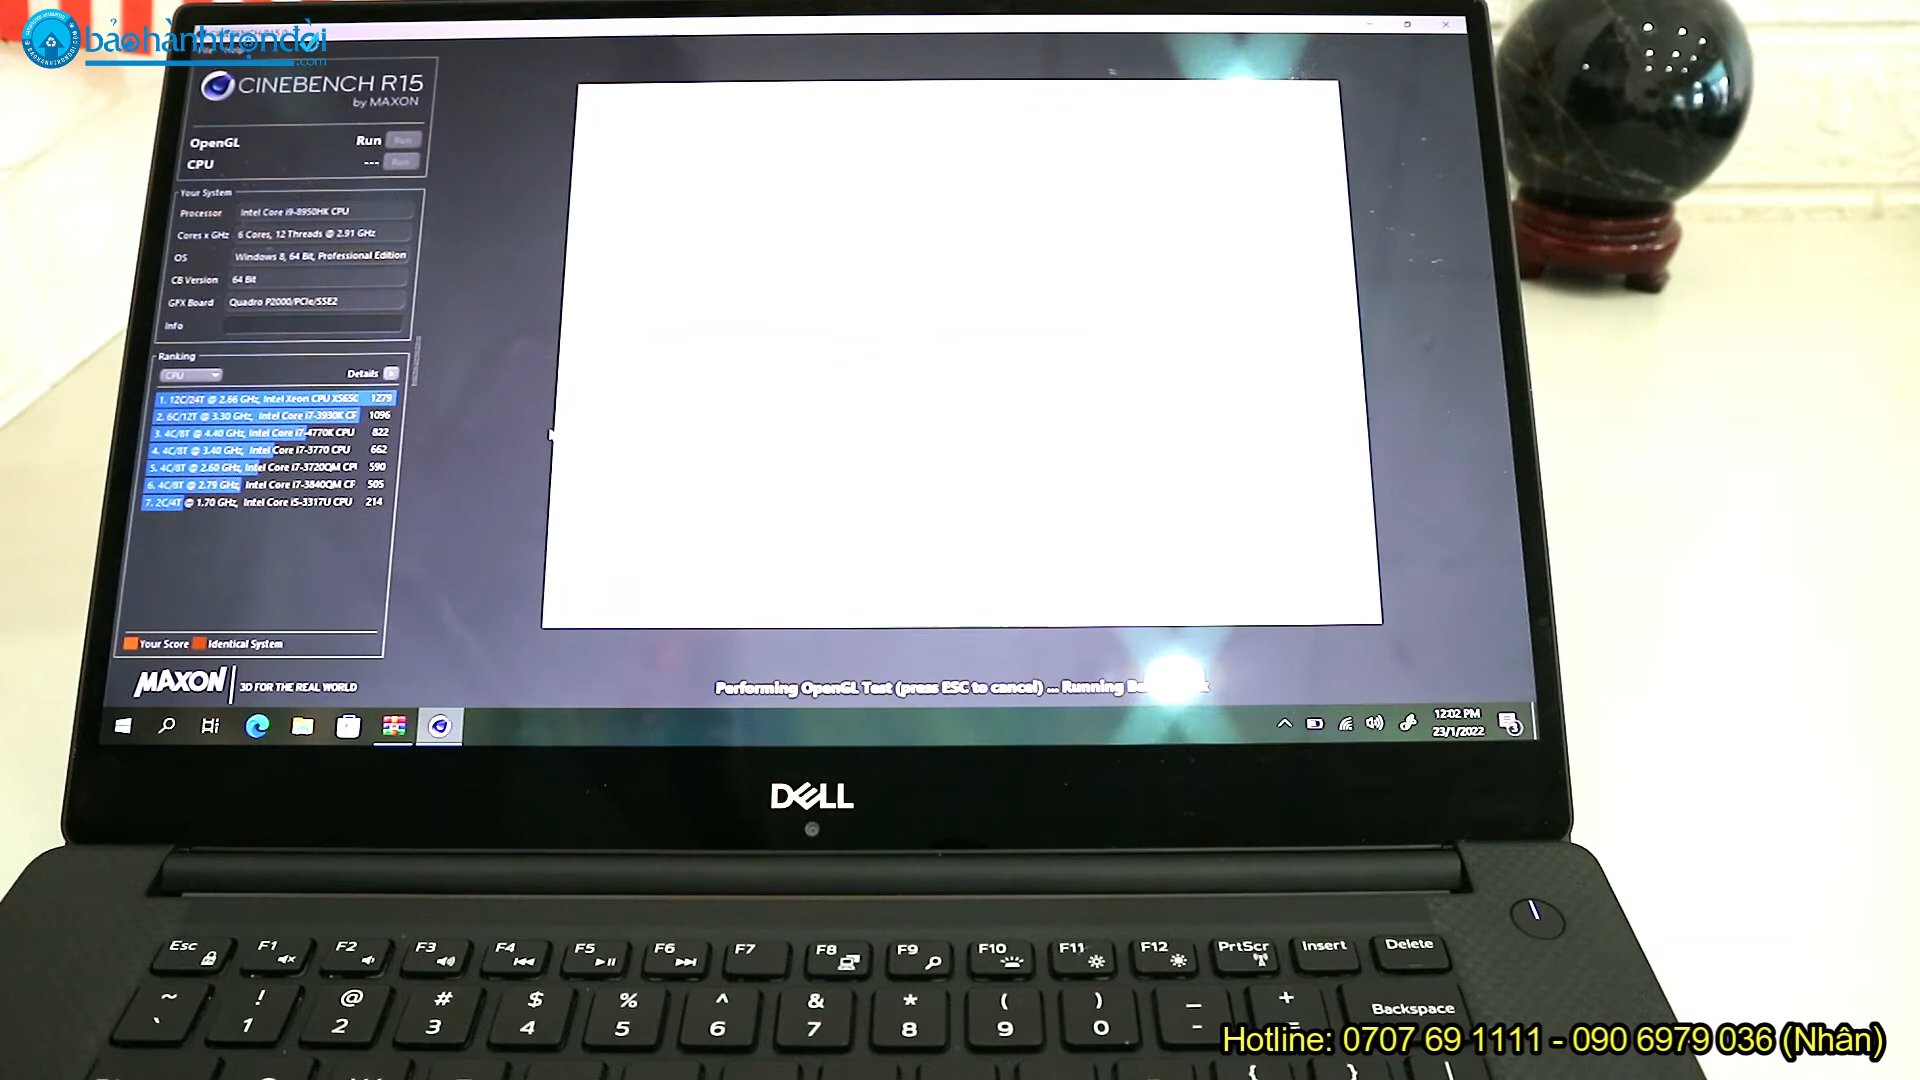 bảohànhtrọnđời
.com
CINEBENCH R15
by MAXON
OpenGL Run Run
CPU --- Run
Your System
Processor Intel Core i9-8950HK CPU
Cores x GHz 6 Cores, 12 Threads @ 2.91 GHz
OS Windows 8, 64 Bit, Professional Edition
CB Version 64 Bit
GFX Board Quadro P2000/PCIe/SSE2
Info
Ranking
CPU Details
1. 12C/24T @ 2.66 GHz, Intel Xeon CPU X5650 1279
2. 6C/12T @ 3.30 GHz, Intel Core i7-3930K CP 1096
3. 4C/8T @ 4.40 GHz, Intel Core i7-4770K CPU 822
4. 4C/8T @ 3.40 GHz, Intel Core i7-3770 CPU 662
5. 4C/8T @ 2.60 GHz, Intel Core i7-3720QM CPU 590
6. 4C/8T @ 2.79 GHz, Intel Core i7-3840QM CP 505
7. 2C/4T @ 1.70 GHz, Intel Core i5-3317U CPU 214
Your Score Identical System
MAXON 3D FOR THE REAL WORLD
Performing OpenGL Test (press ESC to cancel) ... Running
12:02 PM
23/1/2022
3
DELL
Esc F1 F2 F3 F4 F5 F6 F7 F8 F9 F10 F11 F12 PrtScr Insert Delete
~ ! @ # $ % ^ & * ( ) _ +
` 1 2 3 4 5 6 7 8 9 0 - = Backspace
{ } |
Hotline: 0707 69 1111 - 090 6979 036 (Nhân)